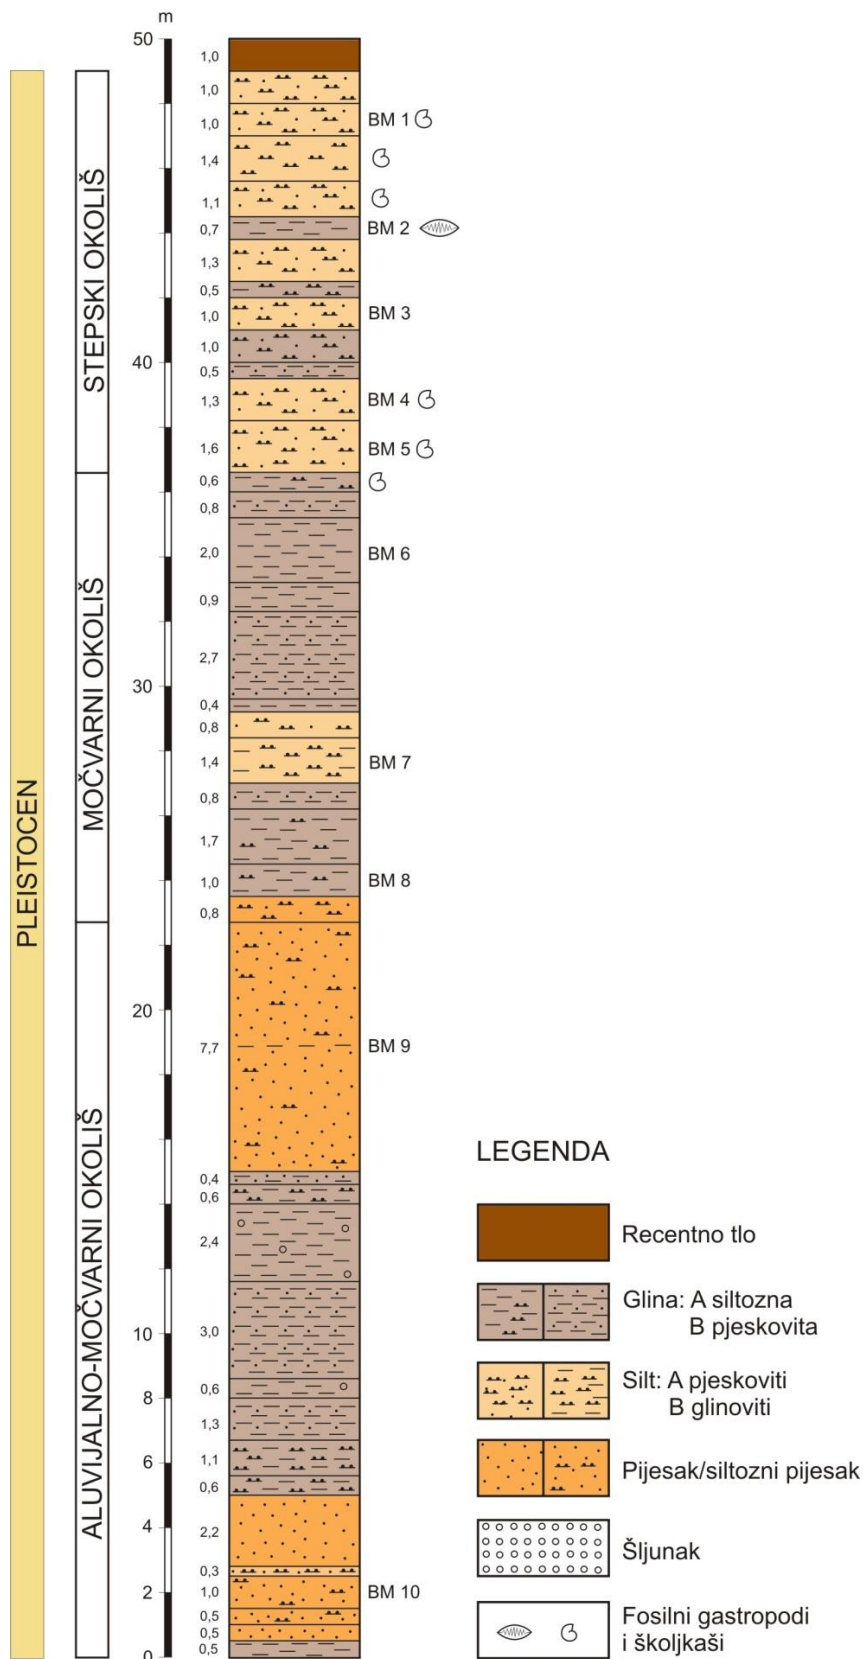 m
50
1,0
1,0
1,0 BM 1
1,4
1,1
0,7 BM 2
1,3
0,5
1,0 BM 3
1,0
40
0,5
1,3 BM 4
1,6 BM 5
STEPSKI OKOLIŠ
0,6
0,8
2,0 BM 6
0,9
2,7
30
0,4
0,8
1,4 BM 7
0,8
1,7
1,0 BM 8
0,8
MOČVARNI OKOLIŠ
PLEISTOCEN
20
7,7 BM 9
0,4
0,6
2,4
10
3,0
8
0,6
1,3
6
1,1
0,6
4
2,2
0,3
2
1,0 BM 10
0,5
0,5
0,5
0
ALUVIJALNO-MOČVARNI OKOLIŠ
LEGENDA
Recentno tlo
Glina: A siltozna
B pjeskovita
Silt: A pjeskoviti
B glinoviti
Pijesak/siltozni pijesak
Šljunak
Fosilni gastropodi
i školjkaši